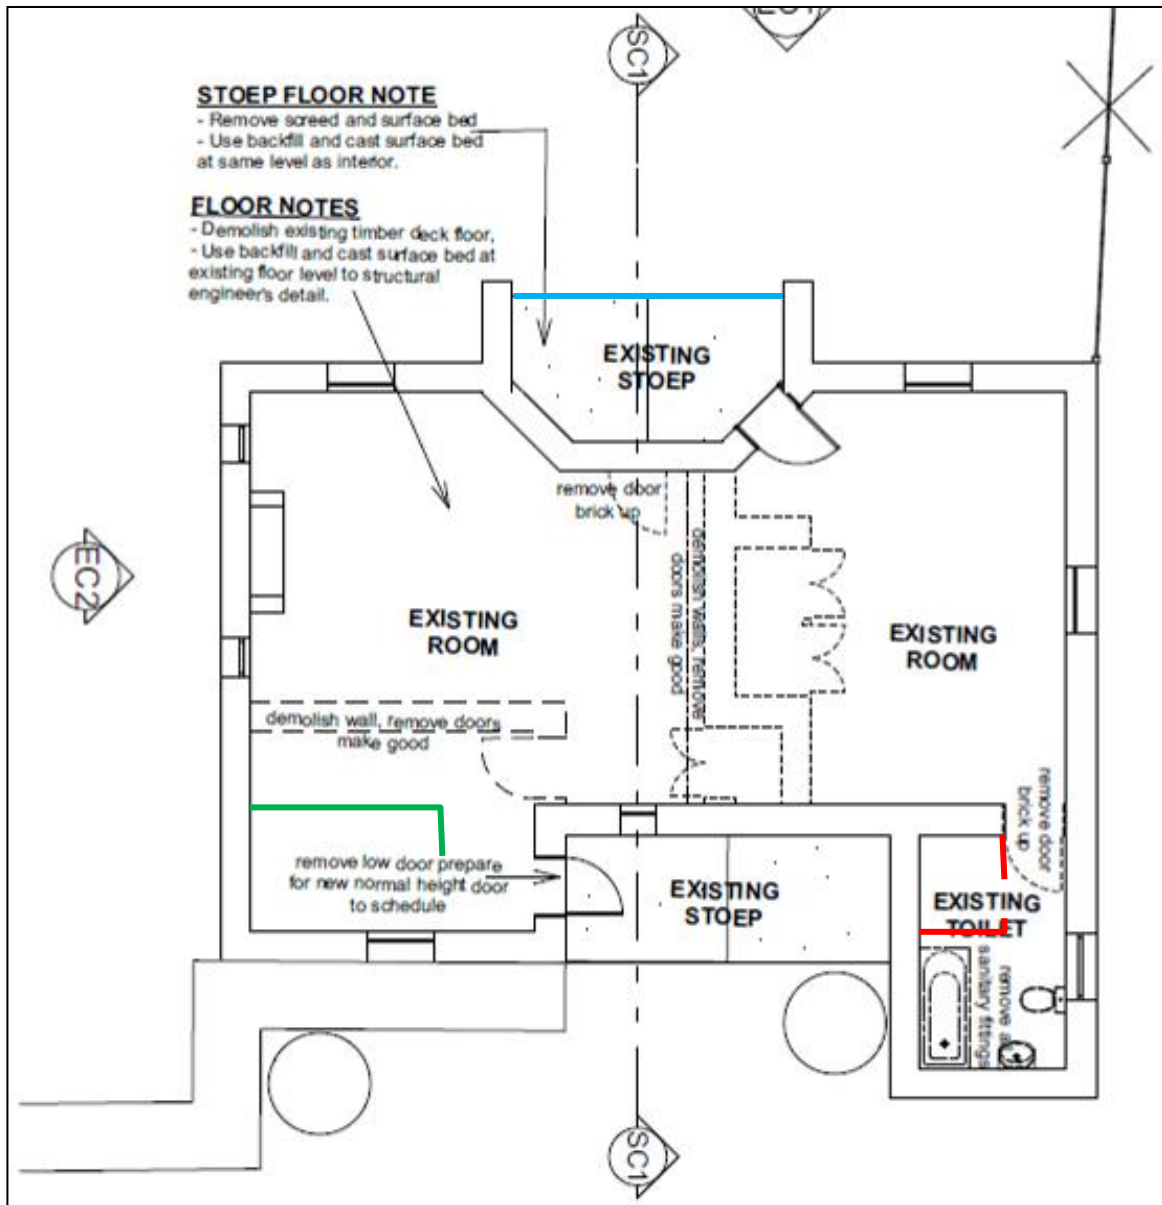 SC1
STOEP FLOOR NOTE
- Remove screed and surface bed
- Use backfill and cast surface bed
at same level as interior.
FLOOR NOTES
- Demolish existing timber deck floor,
- Use backfill and cast surface bed at
existing floor level to structural
engineer's detail.
EXISTING
STOEP
remove door
brick up
demolish walls, remove
doors make good
EC2
EXISTING
ROOM
EXISTING
ROOM
demolish wall, remove doors
make good
remove door
brick up
remove low door prepare
for new normal height door
to schedule
EXISTING
STOEP
EXISTING
TOILET
remove
sanitary fittings
SC1